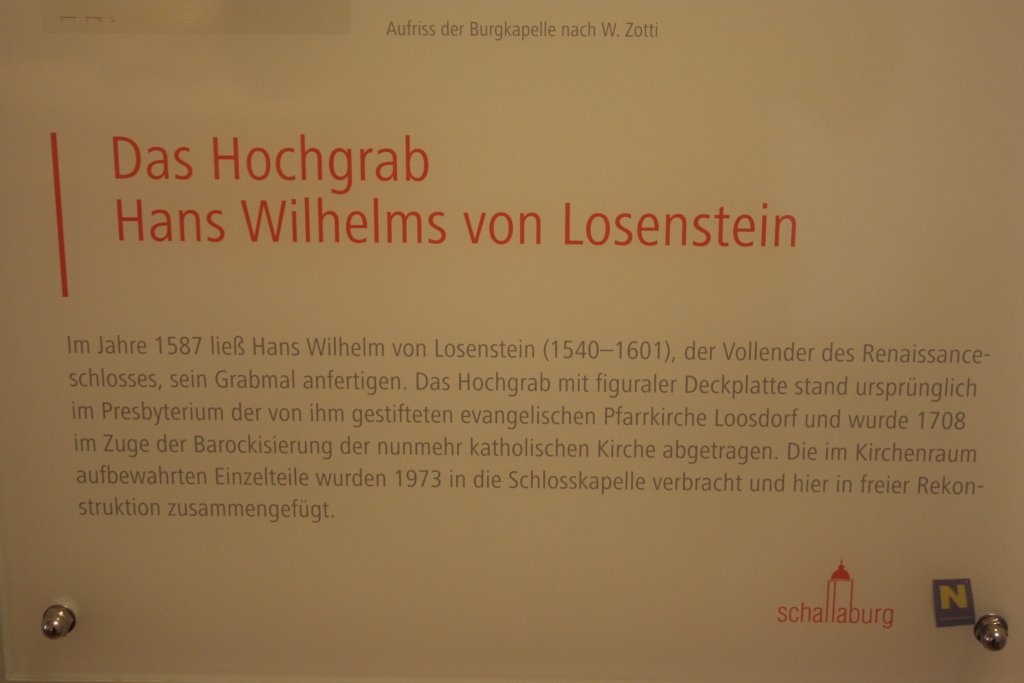 Aufriss der Burgkapelle nach W. Zotti
Das Hochgrab
Hans Wilhelms von Losenstein
Im Jahre 1587 ließ Hans Wilhelm von Losenstein (1540–1601), der Vollender des Renaissance-
schlosses, sein Grabmal anfertigen. Das Hochgrab mit figuraler Deckplatte stand ursprünglich
im Presbyterium der von ihm gestifteten evangelischen Pfarrkirche Loosdorf und wurde 1708
im Zuge der Barockisierung der nunmehr katholischen Kirche abgetragen. Die im Kirchenraum
aufbewahrten Einzelteile wurden 1973 in die Schlosskapelle verbracht und hier in freier Rekon-
struktion zusammengefügt.
schallaburg
N